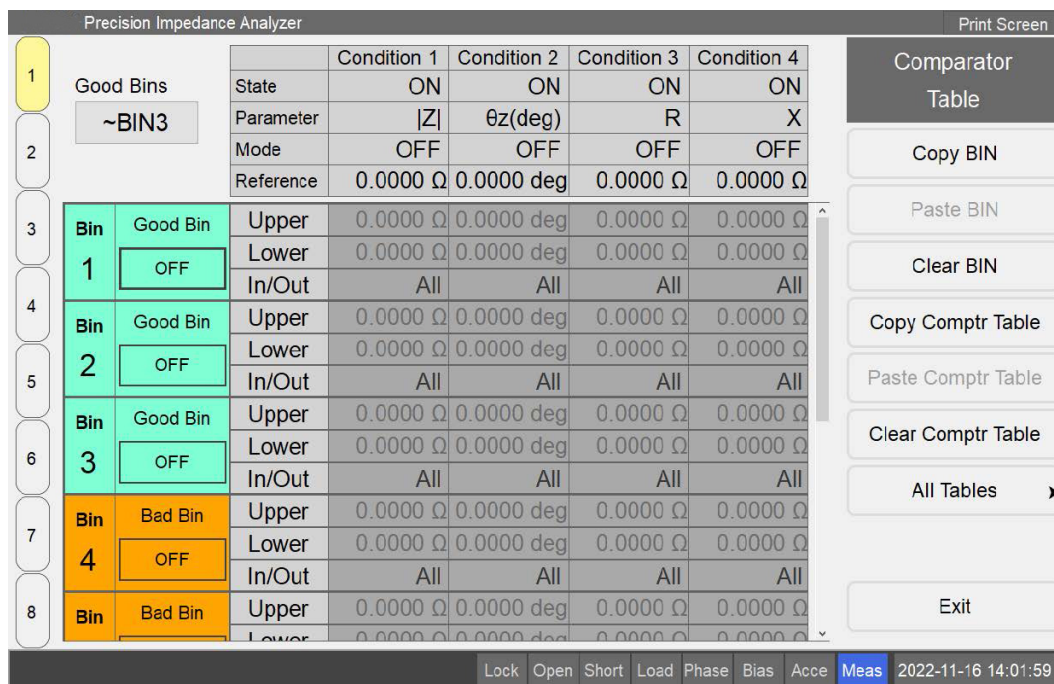 Precision Impedance Analyzer Print Screen
1 2 3 4 5 6 7 8
Good Bins
~BIN3
Condition 1 Condition 2 Condition 3 Condition 4
State ON ON ON ON
Parameter |Z| θz(deg) R X
Mode OFF OFF OFF OFF
Reference 0.0000 Ω 0.0000 deg 0.0000 Ω 0.0000 Ω
Bin 1 Good Bin OFF
Upper 0.0000 Ω 0.0000 deg 0.0000 Ω 0.0000 Ω
Lower 0.0000 Ω 0.0000 deg 0.0000 Ω 0.0000 Ω
In/Out All All All All
Bin 2 Good Bin OFF
Upper 0.0000 Ω 0.0000 deg 0.0000 Ω 0.0000 Ω
Lower 0.0000 Ω 0.0000 deg 0.0000 Ω 0.0000 Ω
In/Out All All All All
Bin 3 Good Bin OFF
Upper 0.0000 Ω 0.0000 deg 0.0000 Ω 0.0000 Ω
Lower 0.0000 Ω 0.0000 deg 0.0000 Ω 0.0000 Ω
In/Out All All All All
Bin 4 Bad Bin OFF
Upper 0.0000 Ω 0.0000 deg 0.0000 Ω 0.0000 Ω
Lower 0.0000 Ω 0.0000 deg 0.0000 Ω 0.0000 Ω
In/Out All All All All
Bin Bad Bin
Upper 0.0000 Ω 0.0000 deg 0.0000 Ω 0.0000 Ω
Lower 0.0000 Ω 0.0000 deg 0.0000 Ω 0.0000 Ω
Comparator
Table
Copy BIN
Paste BIN
Clear BIN
Copy Comptr Table
Paste Comptr Table
Clear Comptr Table
All Tables
Exit
Lock Open Short Load Phase Bias Acce Meas 2022-11-16 14:01:59